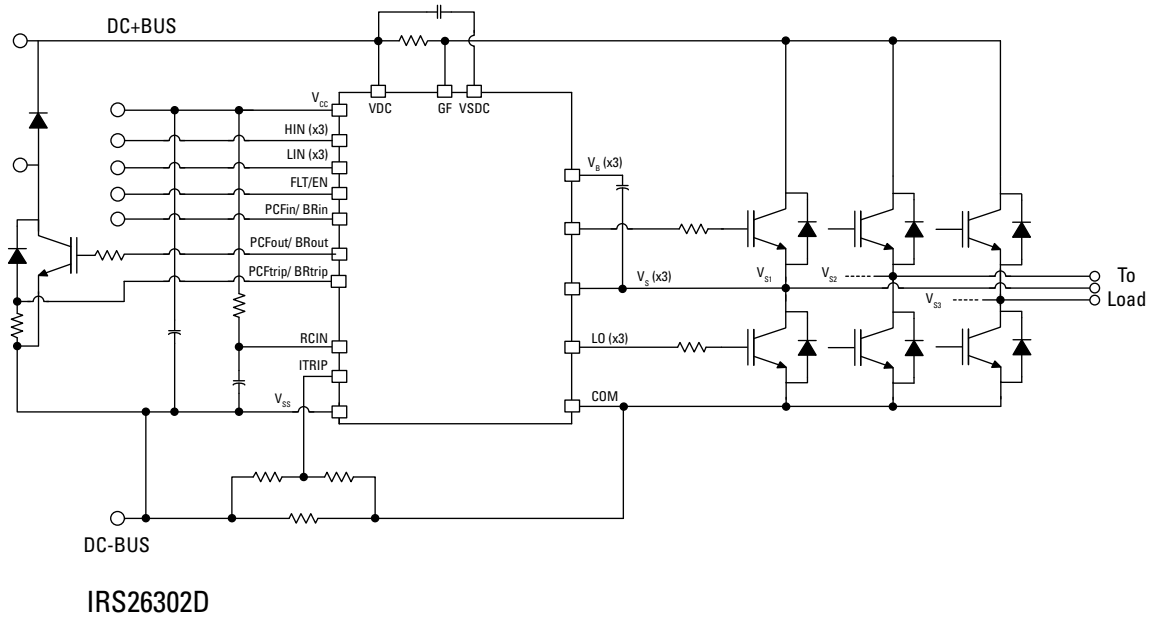 DC+BUS
VDC
GF
VSDC
VCC
HIN (x3)
LIN (x3)
FLT/EN
PCFin/ BRin
PCFout/ BRout
PCFtrip/ BRtrip
RCIN
ITRIP
VSS
VB (x3)
VS (x3)
LO (x3)
COM
VS1
VS2
VS3
To
Load
DC-BUS
IRS26302D